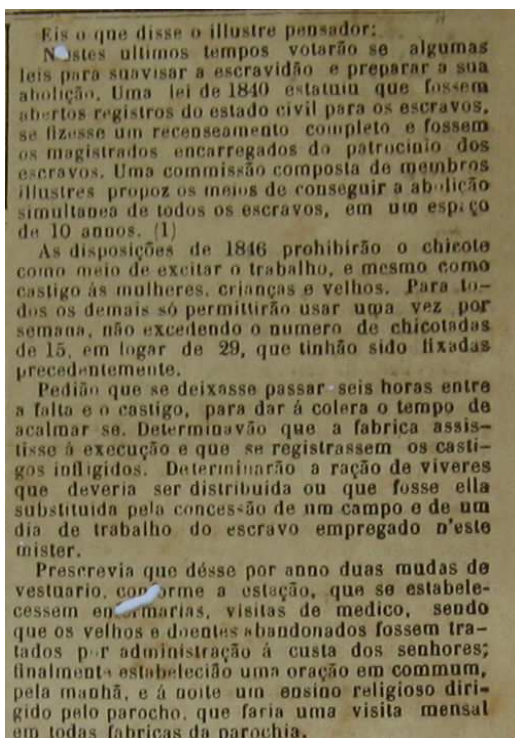 Eis o que disse o illustre pensador:
Nestes ultimos tempos votarão se algumas
leis para suavisar a escravidão e preparar a sua
abolição. Uma lei de 1840 estatuiu que fossem
abertos registros do estado civil para os escravos,
se fizesse um recenseamento completo e fossem
os magistrados encarregados do patrocinio dos
escravos. Uma commissão composta de membros
illustres propoz os meios de conseguir a abolição
simultanea de todos os escravos, em um espaço
de 10 annos. (1)
As disposições de 1846 prohibirão o chicote
como meio de excitar o trabalho, e mesmo como
castigo ás mulheres, crianças e velhos. Para to-
dos os demais só permittirão usar uma vez por
semana, não excedendo o numero de chicotadas
de 15, em logar de 29, que tinhão sido fixadas
precedentemente.
Pedião que se deixasse passar seis horas entre
a falta e o castigo, para dar á colera o tempo de
acalmar se. Determinavão que a fabrica assis-
tisse á execução e que se registrassem os casti-
gos infligidos. Determinarão a ração de viveres
que deveria ser distribuida ou que fosse ella
substituida pela concessão de um campo e de um
dia de trabalho do escravo empregado n'este
mister.
Prescrevia que désse por anno duas mudas de
vestuario, conforme a estação, que se estabele-
cessem enfermarias, visitas de medico, sendo
que os velhos e doentes abandonados fossem tra-
tados por administração á custa dos senhores;
finalmente estabelecião uma oração em commum,
pela manhã, e á noite um ensino religioso diri-
gido pelo parocho, que faria uma visita mensal
em todas fabricas da parochia.